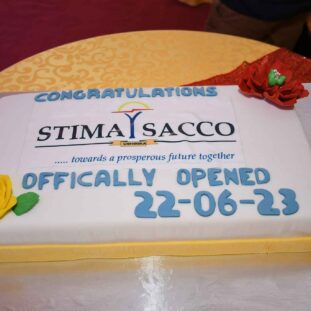 CONGRATULATIONS
STIMA SACCO
..... towards a prosperous future together
OFFICALLY OPENED
22-06-23